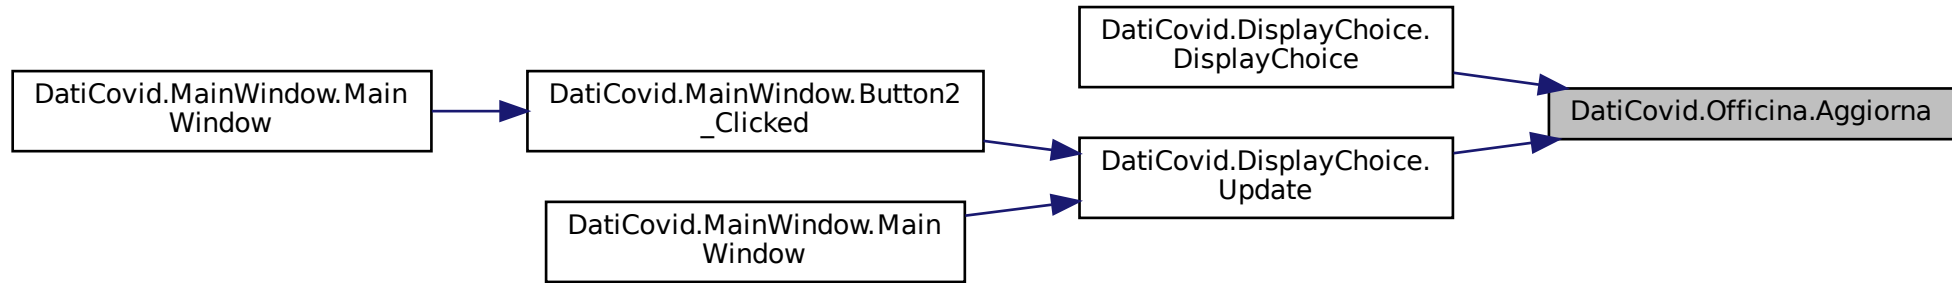 DatiCovid.MainWindow.Main
Window
DatiCovid.MainWindow.Button2
_Clicked
DatiCovid.MainWindow.Main
Window
DatiCovid.DisplayChoice.
DisplayChoice
DatiCovid.DisplayChoice.
Update
DatiCovid.Officina.Aggiorna